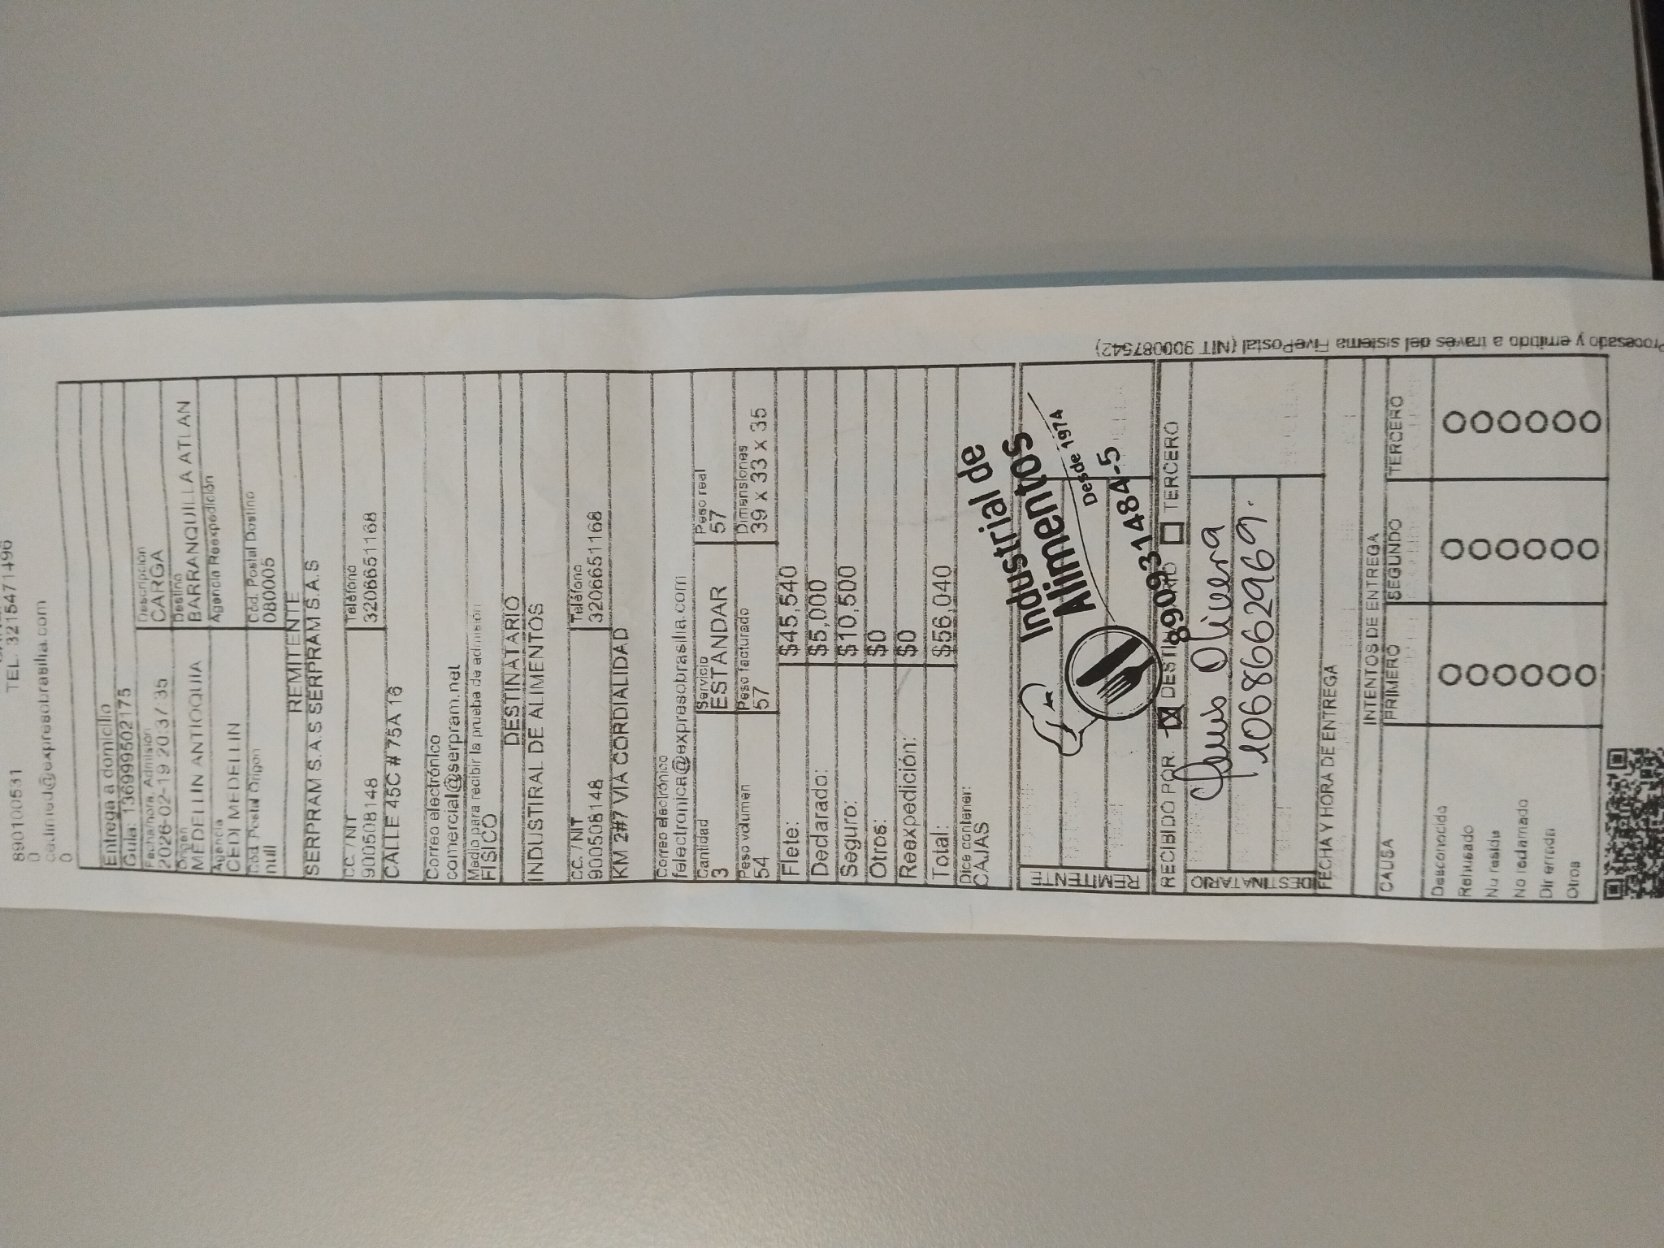 890100531 TEL 3215471496
0
0
Entrega a domicilio
Guía: 136999502175
Fecha/hora Admisión
2026-02-19 20:37:35
Descripción
CARGA
Origen
MEDELLIN ANTIOQUIA
Destino
BARRANQUILLA ATLAN
Agencia
CEDI MEDELLIN
Agencia Reexpedición
Cód. Postal Origen
null
Cód. Postal Destino
080005
REMITENTE
SERPRAM S.A.S SERPRAM S.A.S
CC. / NIT
900508148
Teléfono
3206651168
CALLE 45C # 75A 16
Correo electrónico
comercial@serpram.net
Medio para recibir la prueba de admisión
FISICO
DESTINATARIO
INDUSTIRAL DE ALIMENTOS
CC. / NIT
900508148
Teléfono
3206651168
KM 2#7 VIA CORDIALIDAD
Correo electrónico
felectronica@expresobrasilia.com
Cantidad
3
Servicio
ESTANDAR
Peso real
57
Peso volumen
54
Peso facturado
57
Dimensiones
39 x 33 x 35
Flete: $45,540
Declarado: $5,000
Seguro: $10,500
Otros: $0
Reexpedición: $0
Total: $56,040
Dice contener:
CAJAS
REMITENTE
Industrial de
Alimentos
Desde 1974
890931484-5
RECIBIDO POR: ☒ DESTINATARIO ☐ TERCERO
DESTINATARIO
Olivera
1068662969.
FECHA Y HORA DE ENTREGA
INTENTOS DE ENTREGA
CAUSA PRIMERO SEGUNDO TERCERO
Desconocido
Rehusado
No reside
No reclamado
Dir errada
Otros
Procesado y emitido a través del sistema FivePostal (NIT 900087542)